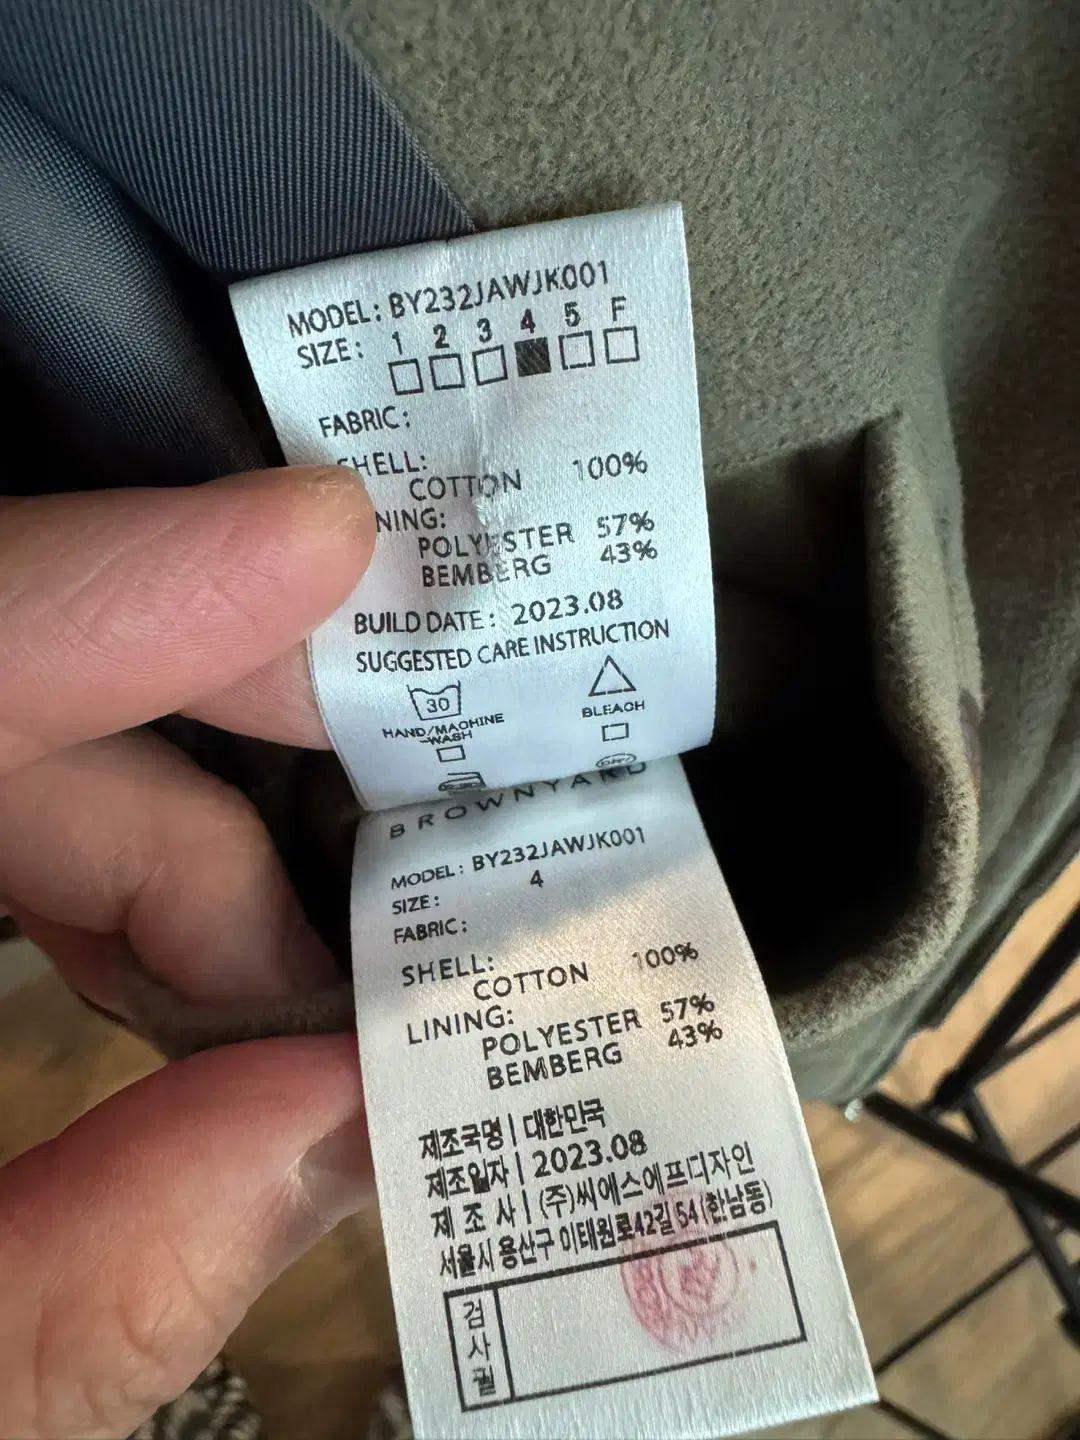 MODEL: BY232JAWJK001
SIZE: 1 2 3 4 5 F
FABRIC:
SHELL:
COTTON 100%
NING:
POLYESTER 57%
BEMBERG 43%
BUILD DATE: 2023.08
SUGGESTED CARE INSTRUCTION
30
HAND/MACHINE BLEACH
WASH
BROWNYARD
MODEL: BY232JAWJK001
SIZE: 4
FABRIC:
SHELL:
COTTON 100%
LINING:
POLYESTER 57%
BEMBERG 43%
제조국명 | 대한민국
제조일자 | 2023.08
제 조 사 | (주)씨에스에프디자인
서울시 용산구 이태원로42길 54 (한남동)
검사필